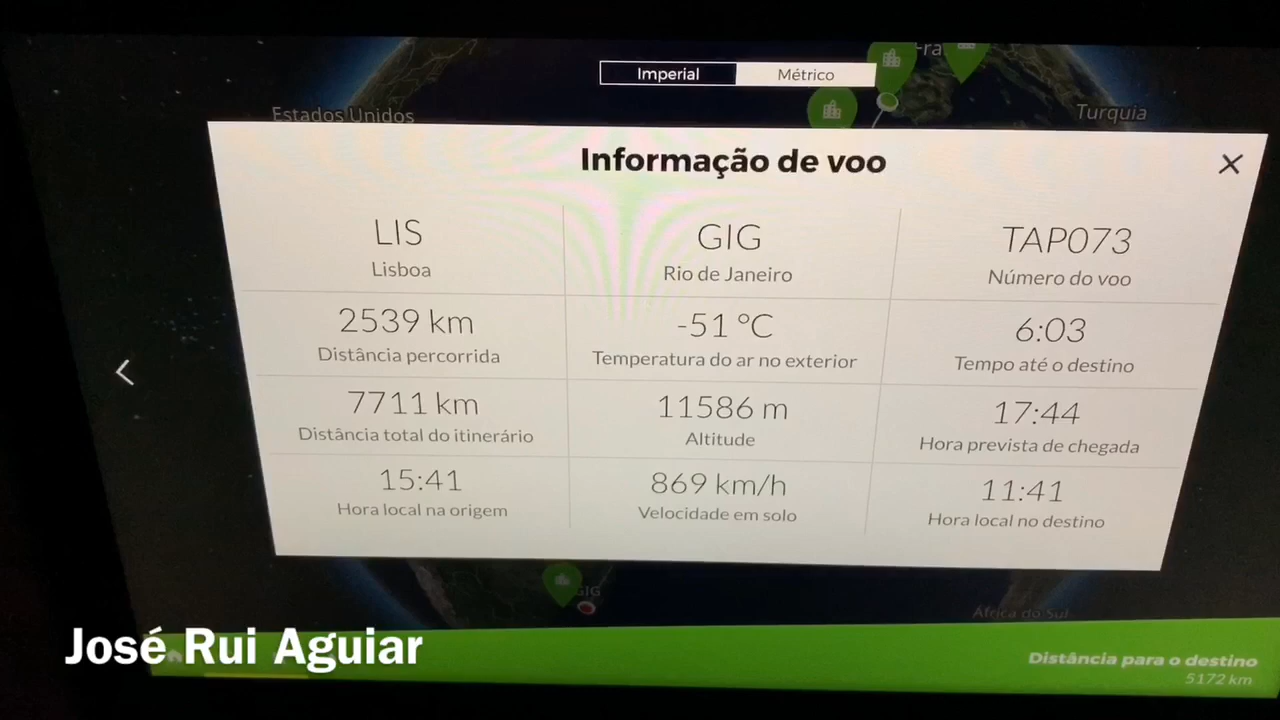 Imperial
Métrico
Estados Unidos
Turquia
Informação de voo
LIS
Lisboa
GIG
Rio de Janeiro
TAP073
Número do voo
2539 km
Distância percorrida
-51 °C
Temperatura do ar no exterior
6:03
Tempo até o destino
7711 km
Distância total do itinerário
11586 m
Altitude
17:44
Hora prevista de chegada
15:41
Hora local na origem
869 km/h
Velocidade em solo
11:41
Hora local no destino
GIG
África do Sul
José Rui Aguiar
Distância para o destino
5172 km